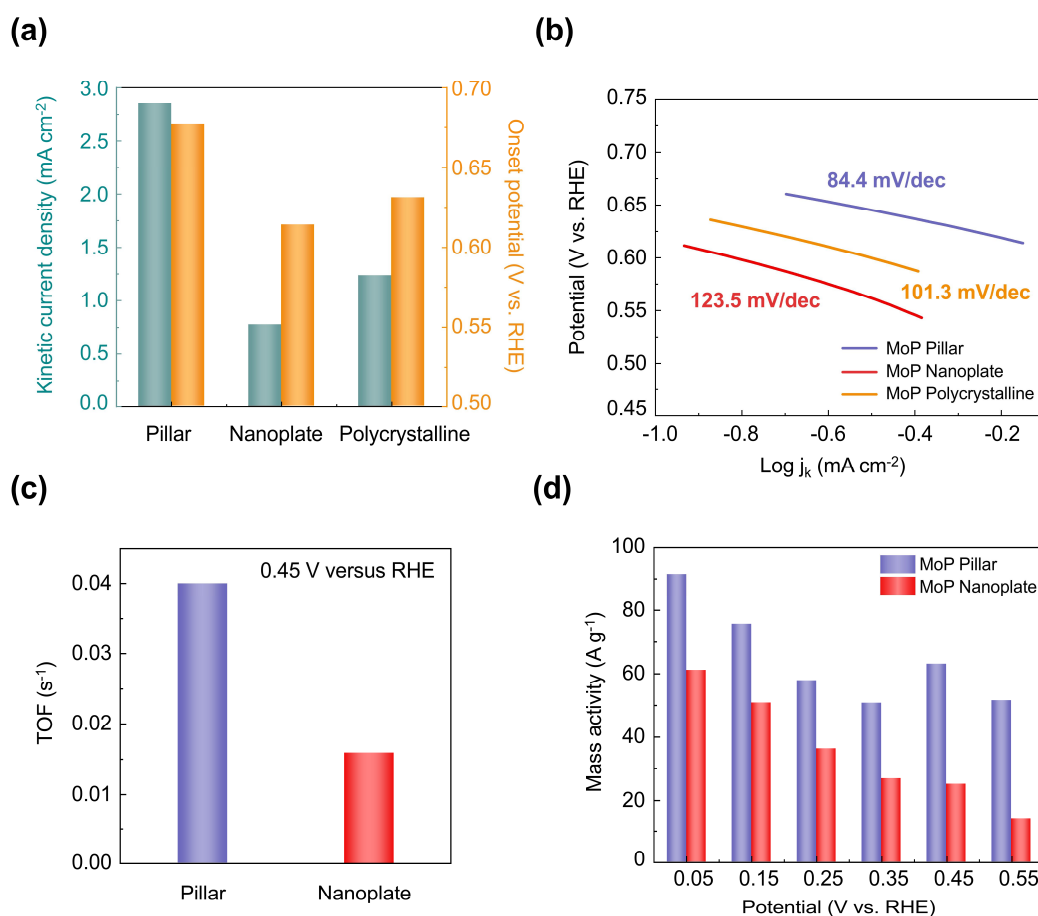 (a)
Kinetic current density (mA cm-2)
3.0
2.5
2.0
1.5
1.0
0.5
0.0
0.70
0.65
0.60
0.55
0.50
Onset potential
(V vs. RHE)
Pillar Nanoplate Polycrystalline
(b)
Potential (V vs. RHE)
0.75
0.70
0.65
0.60
0.55
0.50
0.45
84.4 mV/dec
101.3 mV/dec
123.5 mV/dec
MoP Pillar
MoP Nanoplate
MoP Polycrystalline
-1.0 -0.8 -0.6 -0.4 -0.2
Log jk (mA cm-2)
(c)
TOF (s-1)
0.04
0.03
0.02
0.01
0.00
0.45 V versus RHE
Pillar Nanoplate
(d)
Mass activity (A g-1)
100
80
60
40
20
0
MoP Pillar
MoP Nanoplate
0.05 0.15 0.25 0.35 0.45 0.55
Potential (V vs. RHE)